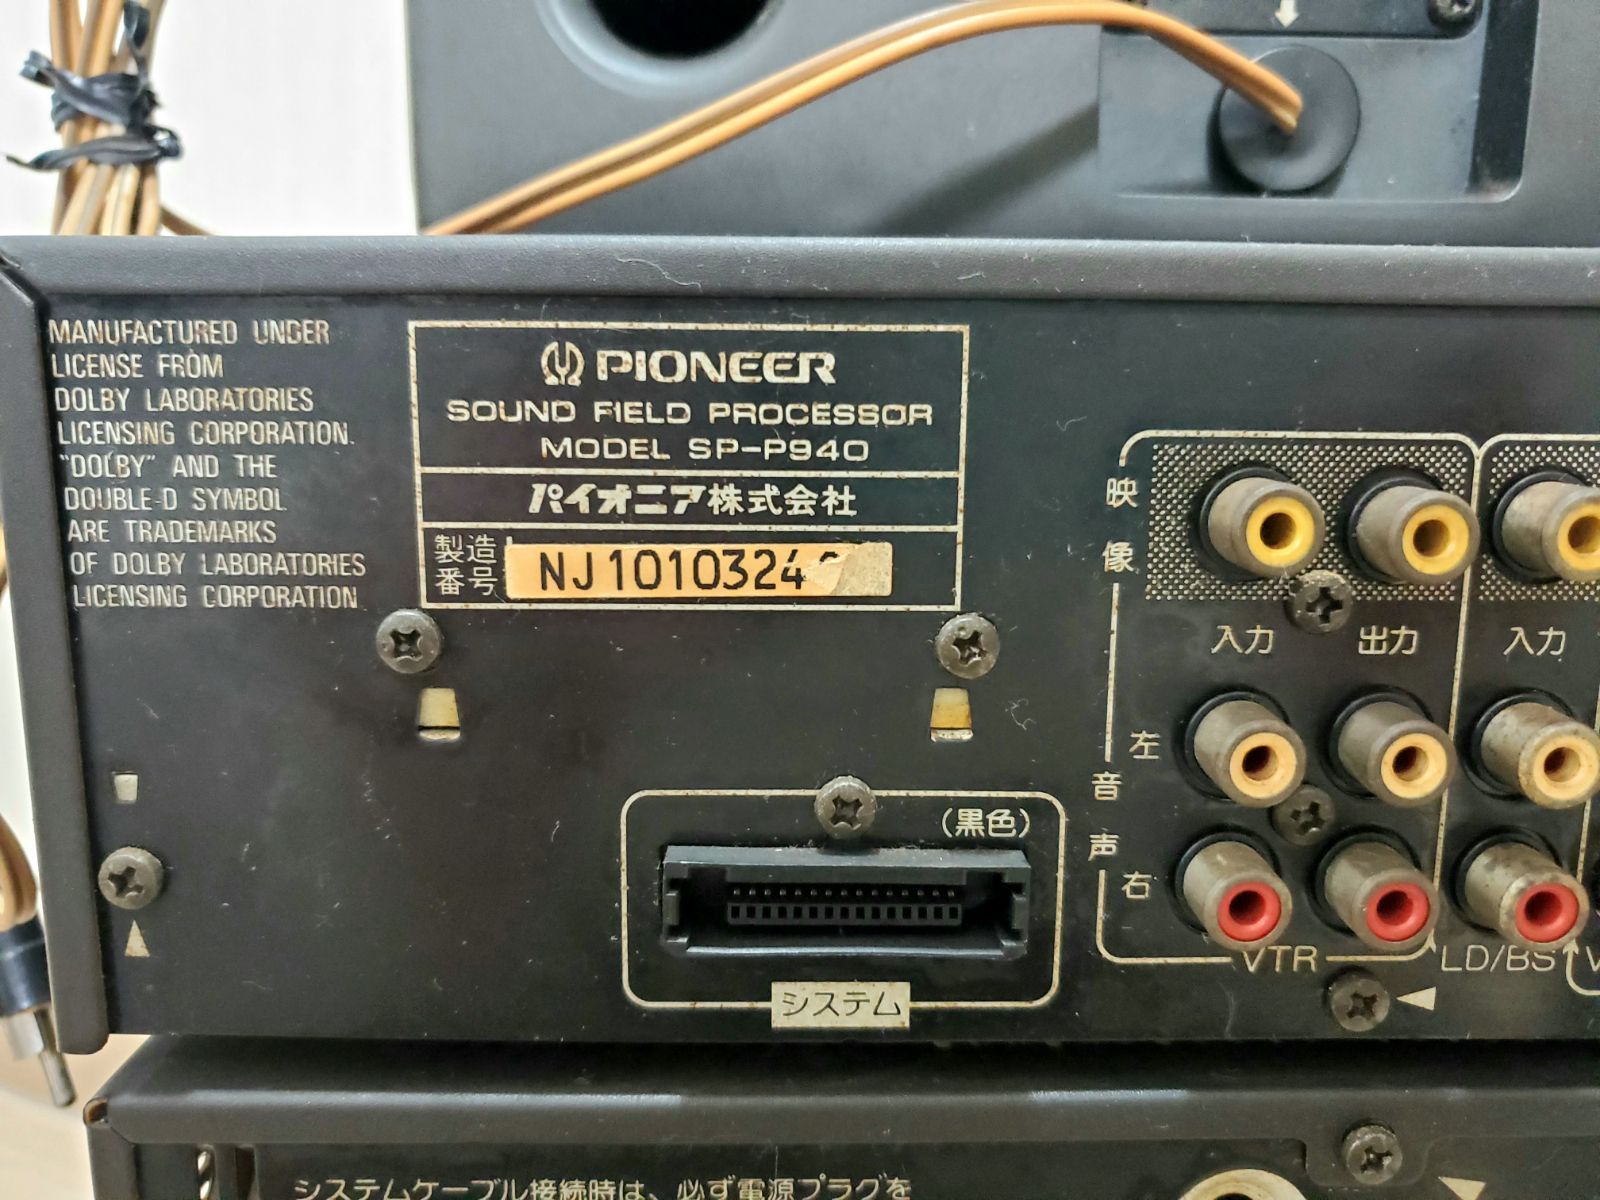 MANUFACTURED UNDER
LICENSE FROM
DOLBY LABORATORIES
LICENSING CORPORATION.
"DOLBY" AND THE
DOUBLE-D SYMBOL
ARE TRADEMARKS
OF DOLBY LABORATORIES
LICENSING CORPORATION
PIONEER
SOUND FIELD PROCESSOR
MODEL SP-P940
パイオニア株式会社
製造
番号
NJ1010324
映像
入力 出力 入力
音声
左
右
VTR LD/BS
(黒色)
システム
システムケーブル接続時は、必ず電源プラグを